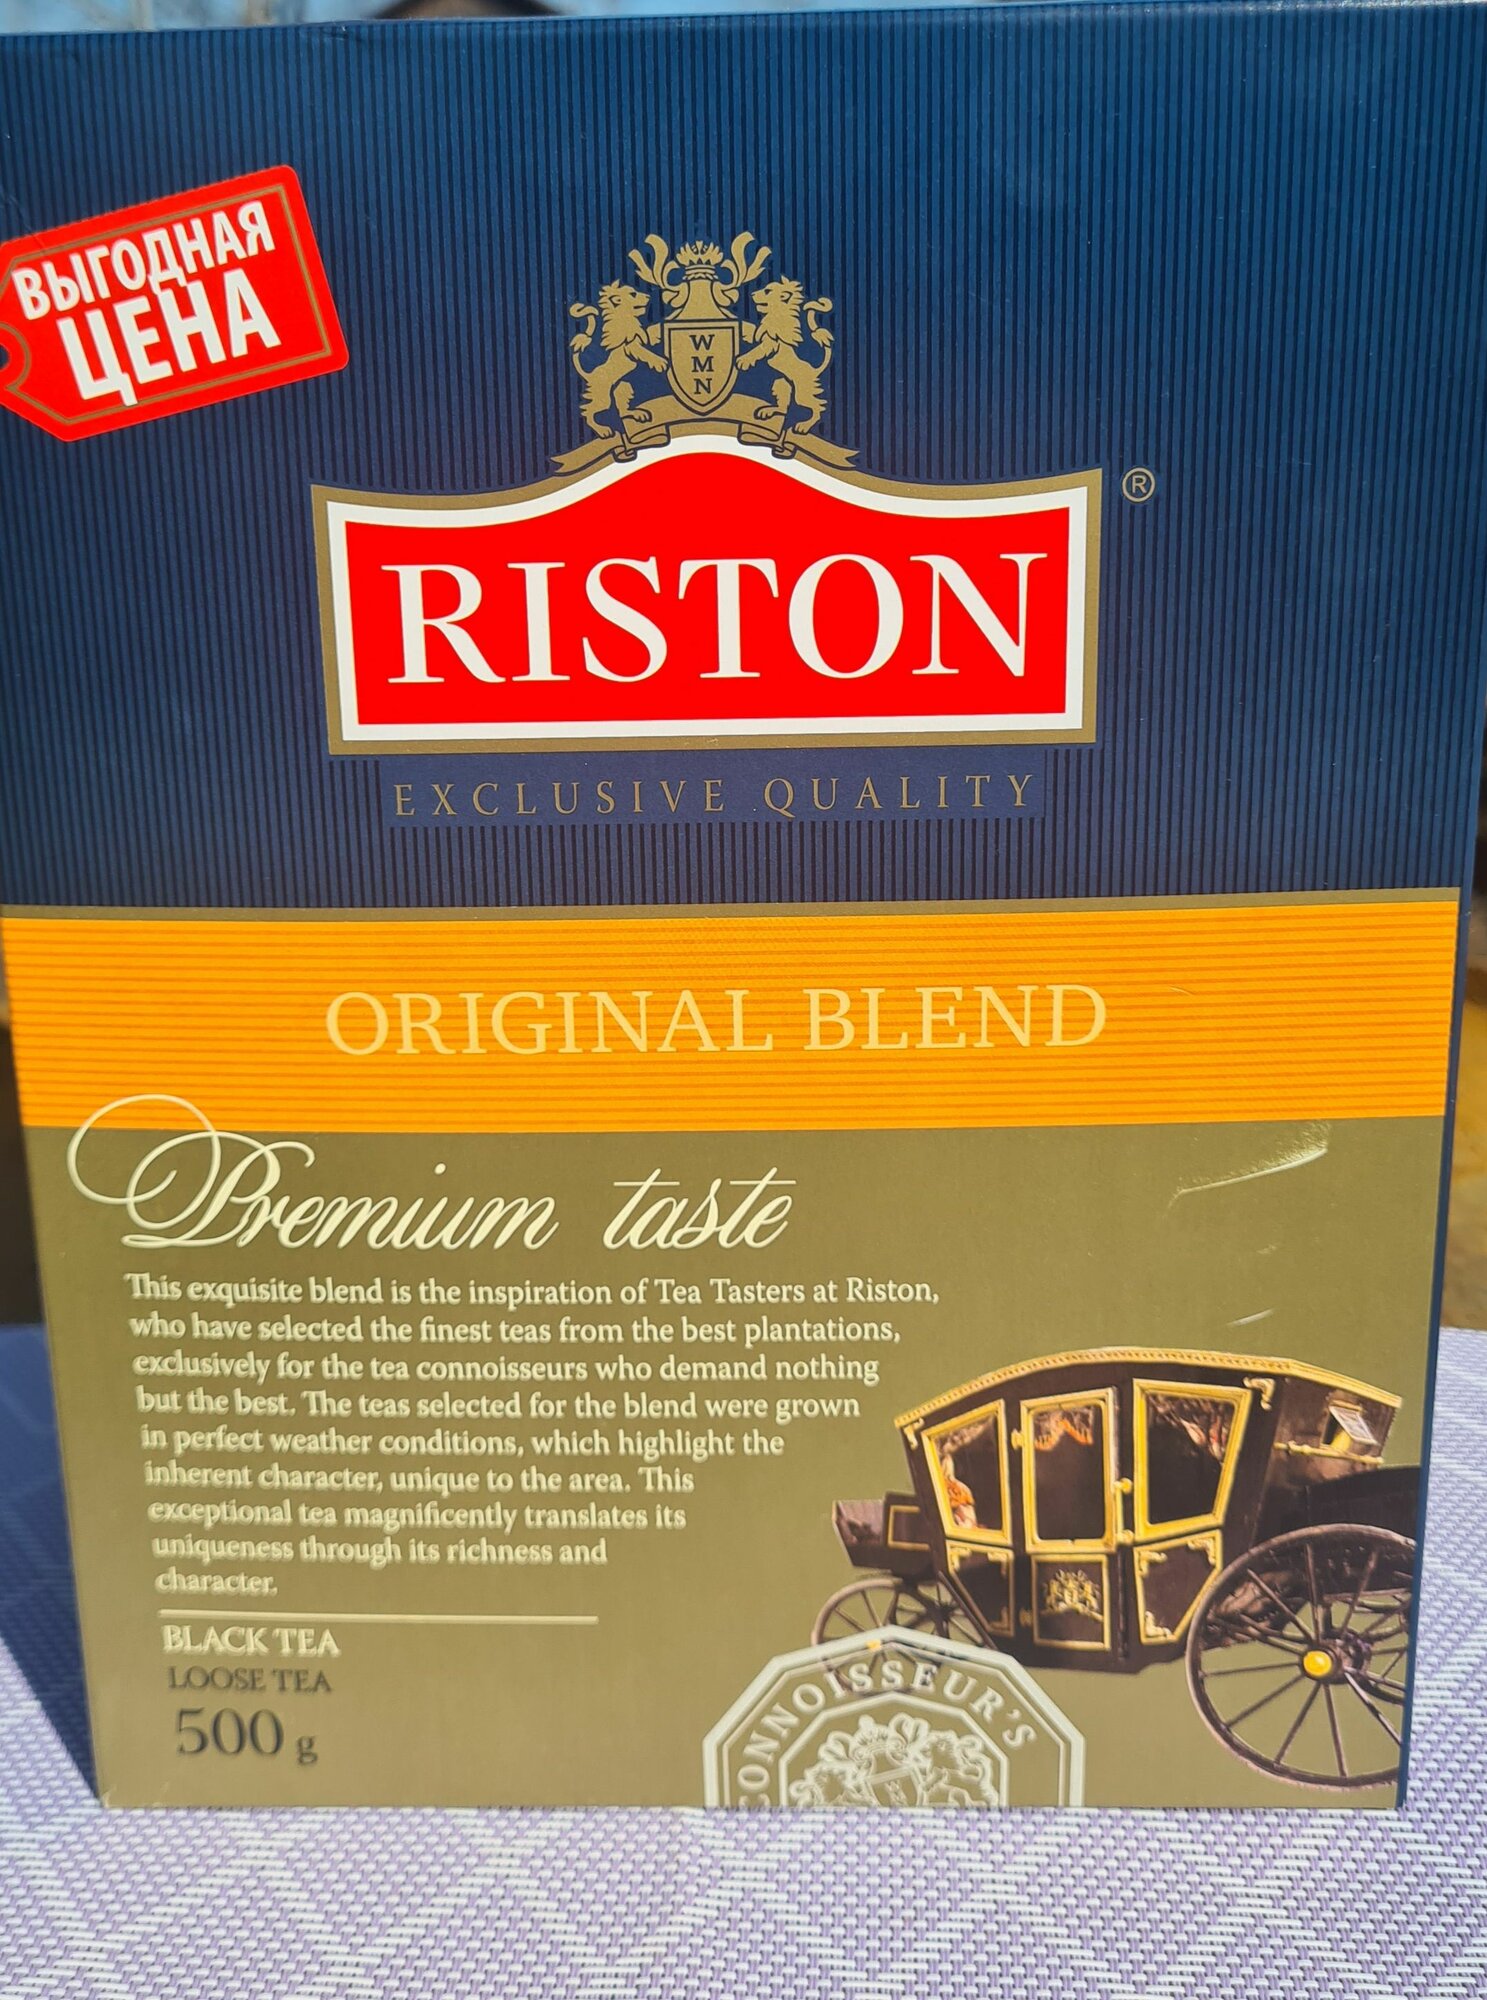 ВЫГОДНАЯ
ЦЕНА
W
M
N
RISTON
®
EXCLUSIVE QUALITY
ORIGINAL BLEND
Premium taste
This exquisite blend is the inspiration of Tea Tasters at Riston,
who have selected the finest teas from the best plantations,
exclusively for the tea connoisseurs who demand nothing
but the best. The teas selected for the blend were grown
in perfect weather conditions, which highlight the
inherent character, unique to the area. This
exceptional tea magnificently translates its
uniqueness through its richness and
character.
BLACK TEA
LOOSE TEA
500 g
CONNOISSEUR'S